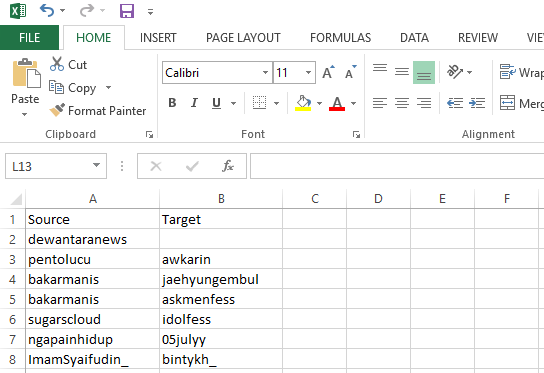 FILE HOME INSERT PAGE LAYOUT FORMULAS DATA REVIEW
Cut
Copy
Format Painter
Paste
Calibri 11
B I U A
Wrap
Merg
Clipboard Font Alignment
L13 fx
A B C D E F
1 Source Target
2 dewantaranews
3 pentolucu awkarin
4 bakarmanis jaehyungembul
5 bakarmanis askmenfess
6 sugarscloud idolfess
7 ngapainhidup 05julyy
8 ImamSyaifudin_ bintykh_